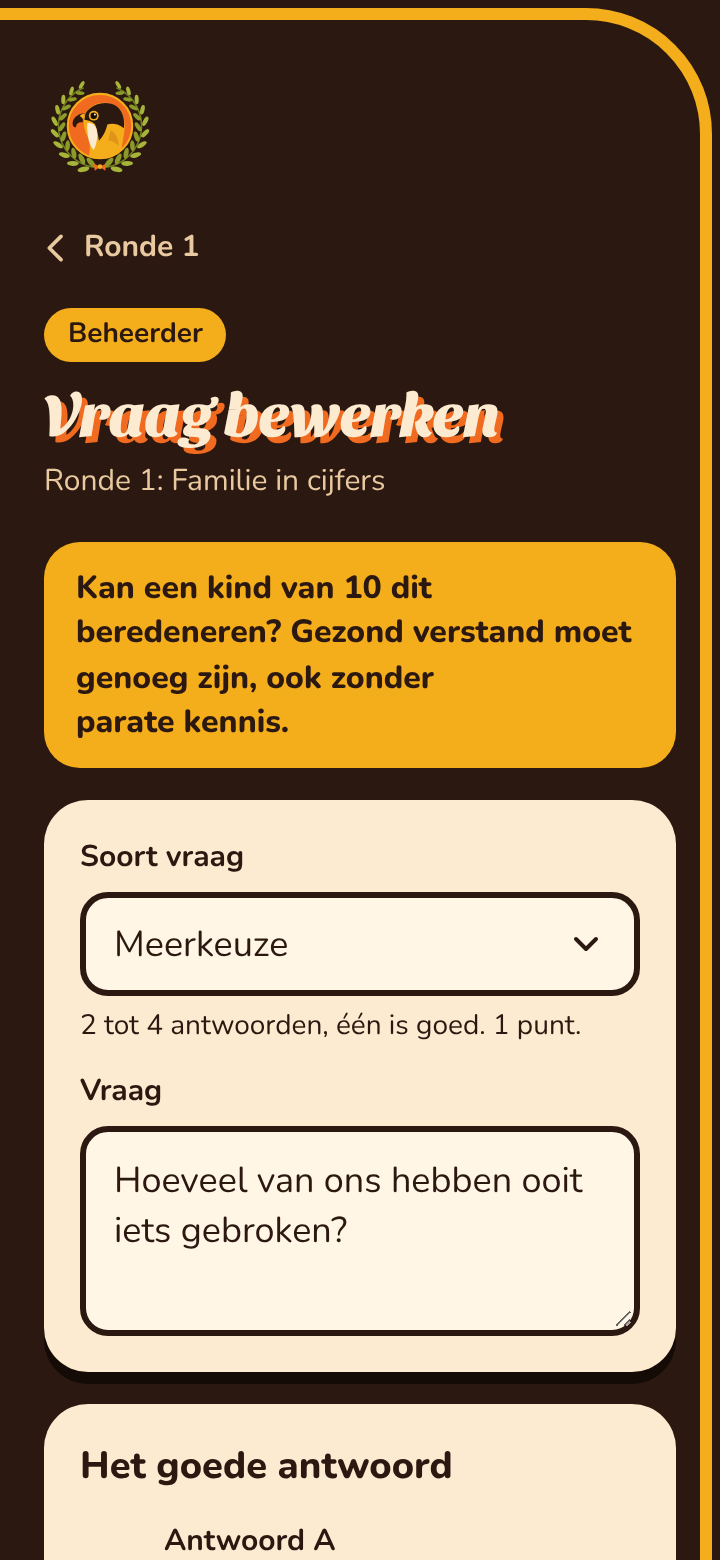 Ronde 1
Beheerder
Vraag bewerken
Ronde 1: Familie in cijfers
Kan een kind van 10 dit
beredeneren? Gezond verstand moet
genoeg zijn, ook zonder
parate kennis.
Soort vraag
Meerkeuze
2 tot 4 antwoorden, één is goed. 1 punt.
Vraag
Hoeveel van ons hebben ooit
iets gebroken?
Het goede antwoord
Antwoord A